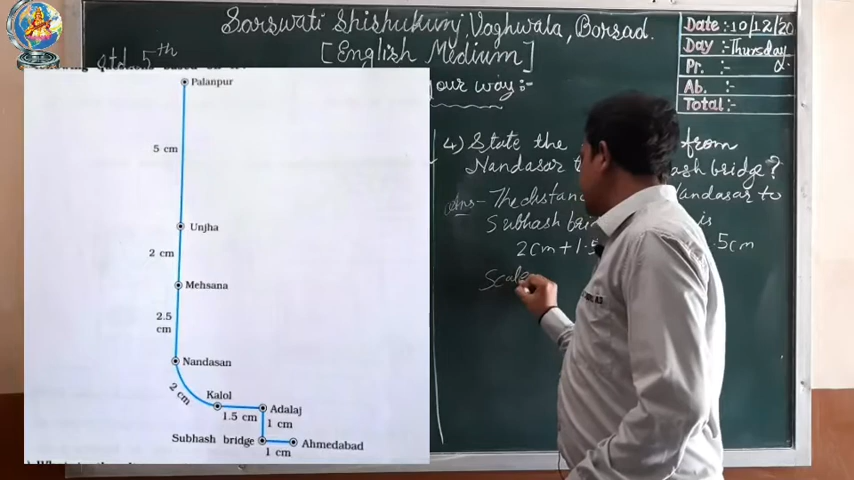 Sorswati Shishukunj, Vaghwala, Borsad.
[English Medium]
Std. 5th
your way:-
Date:- 10/12/20
Day:- Thursday
Pr. :-
Ab. :-
Total:-
Palanpur
5 cm
Unjha
2 cm
Mehsana
2.5
cm
Nandasan
2 cm
Kalol
1.5 cm
Adalaj
1 cm
Subhash bridge
Ahmedabad
1 cm
4) State the from
Nandasar bridge?
Ans- The Nandasar to
Subhash is
2cm + 1.5 .5cm
Scale